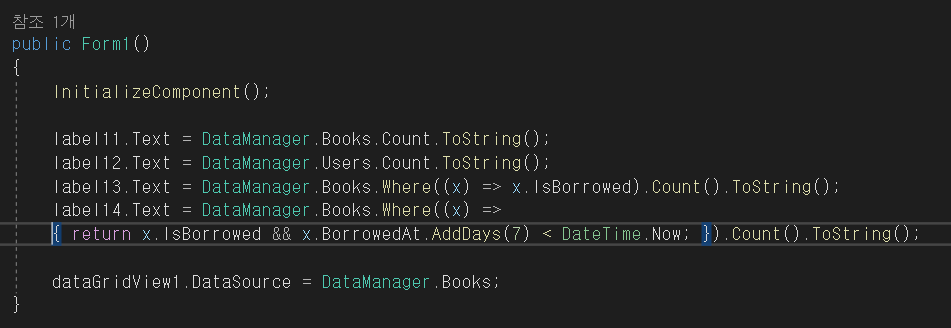 참조 1개
public Form1()
{
InitializeComponent();
label11.Text = DataManager.Books.Count.ToString();
label12.Text = DataManager.Users.Count.ToString();
label13.Text = DataManager.Books.Where((x) => x.IsBorrowed).Count().ToString();
label14.Text = DataManager.Books.Where((x) =>
{ return x.IsBorrowed && x.BorrowedAt.AddDays(7) < DateTime.Now; }).Count().ToString();
dataGridView1.DataSource = DataManager.Books;
}